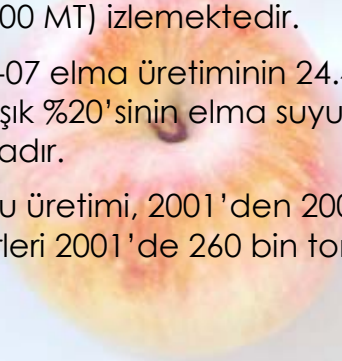 00 MT) izlemektedir.
-07 elma üretiminin 24.
şık %20'sinin elma suyu
adır.
u üretimi, 2001'den 200
tleri 2001'de 260 bin to